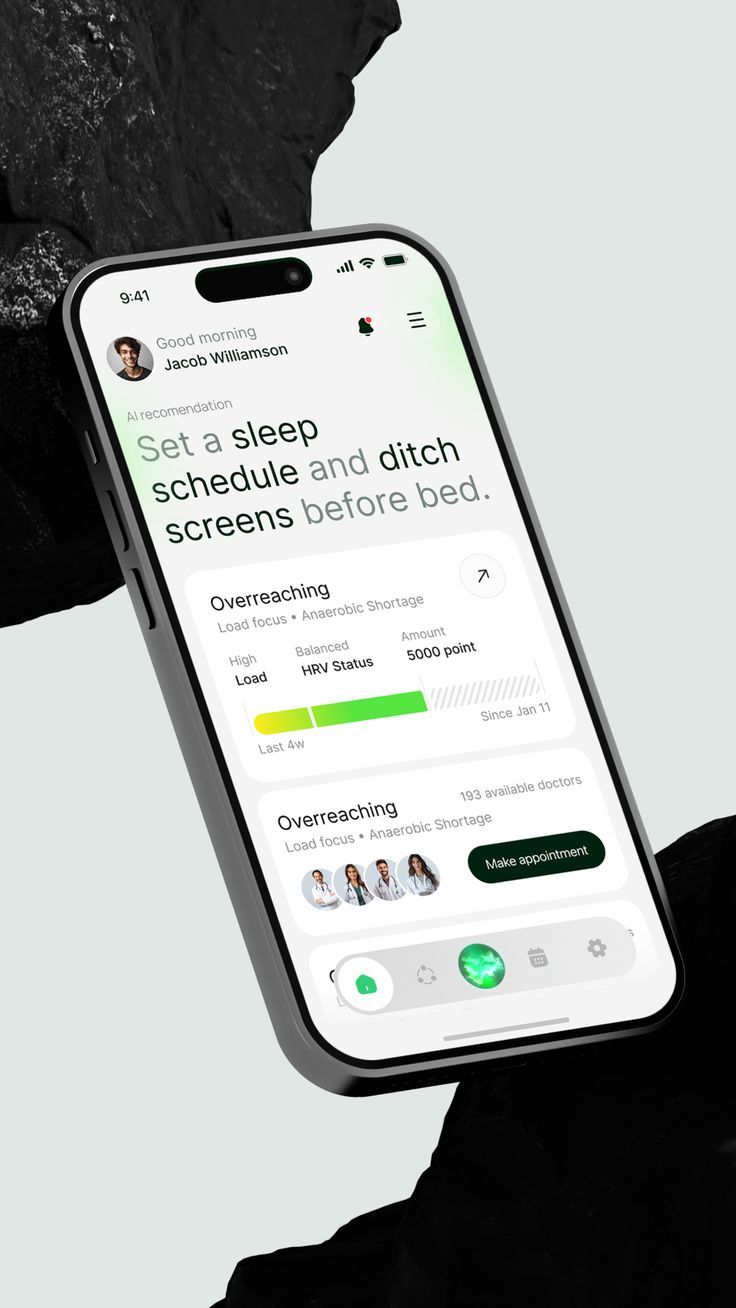 9:41
Good morning
Jacob Williamson
AI recomendation
Set a sleep
schedule and ditch
screens before bed.
Overreaching
Load focus • Anaerobic Shortage
High
Load
Balanced
HRV Status
Amount
5000 point
Last 4w
Since Jan 11
Overreaching
193 available doctors
Load focus • Anaerobic Shortage
Make appointment